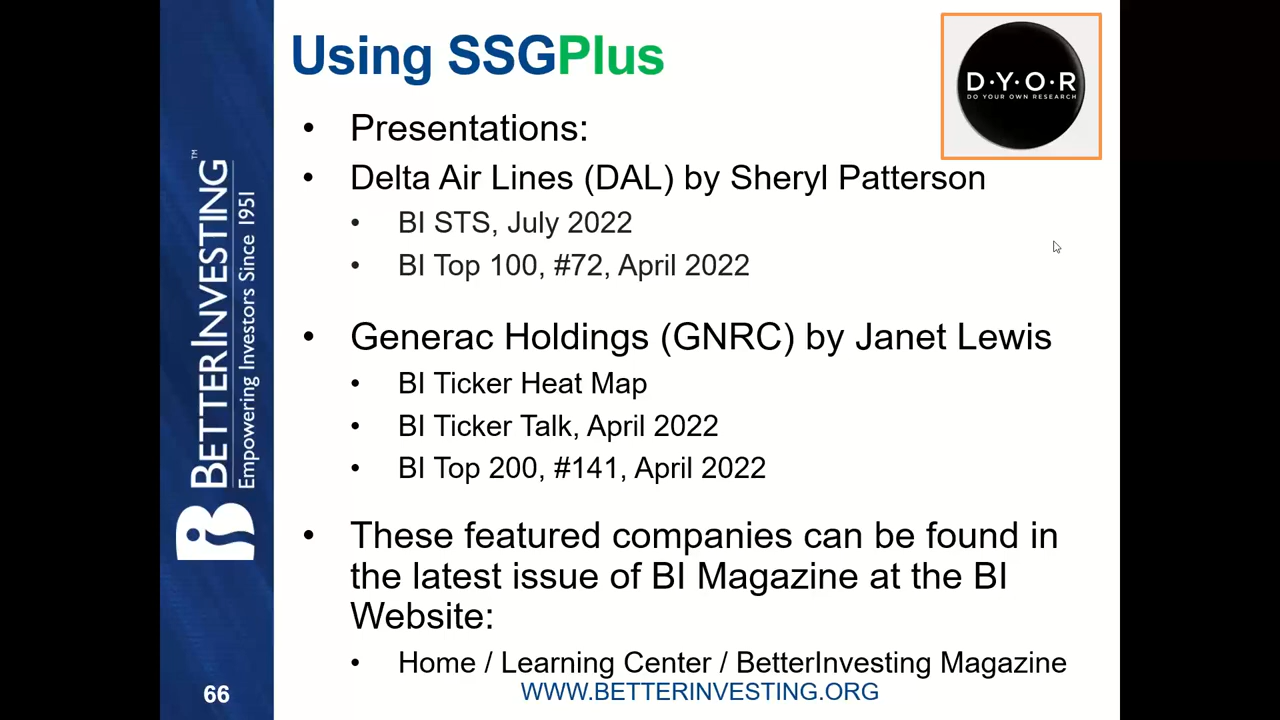 Using SSGPlus
D·Y·O·R
DO YOUR OWN RESEARCH
• Presentations:
• Delta Air Lines (DAL) by Sheryl Patterson
• BI STS, July 2022
• BI Top 100, #72, April 2022
• Generac Holdings (GNRC) by Janet Lewis
• BI Ticker Heat Map
• BI Ticker Talk, April 2022
• BI Top 200, #141, April 2022
• These featured companies can be found in
the latest issue of BI Magazine at the BI
Website:
• Home / Learning Center / BetterInvesting Magazine
WWW.BETTERINVESTING.ORG
BETTERINVESTING™
Empowering Investors Since 1951
66